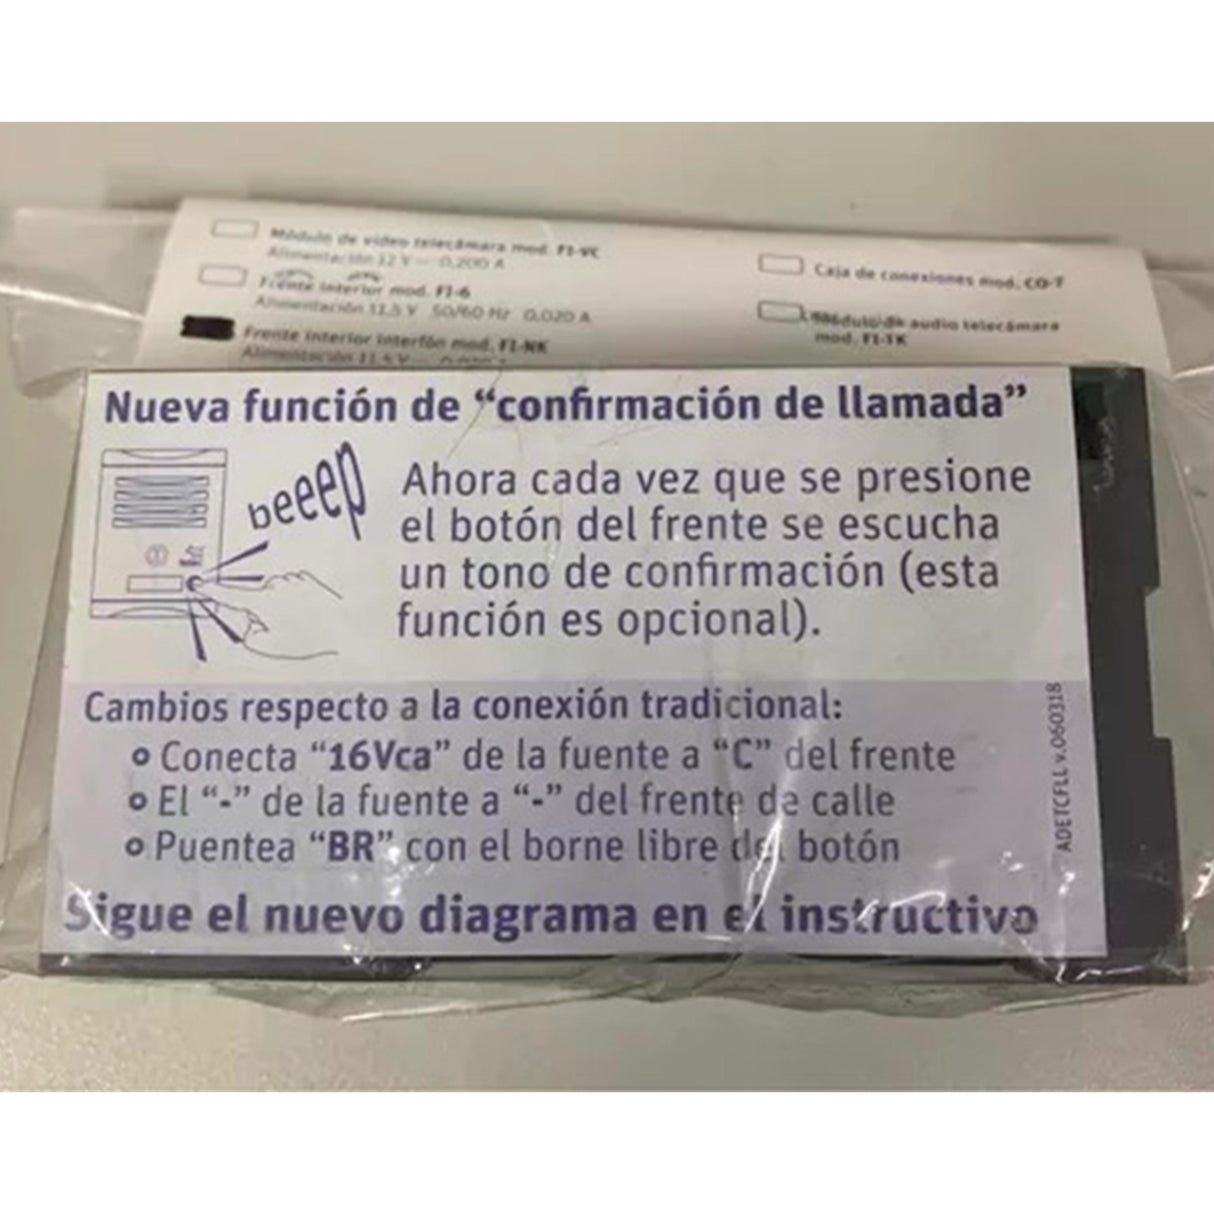 Módulo de video telecámara mod. FI-VC
Alimentación 12 V 0,200 A
Frente interior mod. FI-6
Alimentación 11.5 V 50/60 Hz 0.020 A
Frente interior interfón mod. FI-NK
Alimentación 11.5 V
Caja de conexiones mod. CO-T
Módulo de audio telecámara
mod. FI-TK
Nueva función de “confirmación de llamada”
beeep
Ahora cada vez que se presione
el botón del frente se escucha
un tono de confirmación (esta
función es opcional).
Cambios respecto a la conexión tradicional:
Conecta “16Vca” de la fuente a “C” del frente
El “-” de la fuente a “-” del frente de calle
Puentea “BR” con el borne libre del botón
Sigue el nuevo diagrama en el instructivo
ADETCFLL v.060318